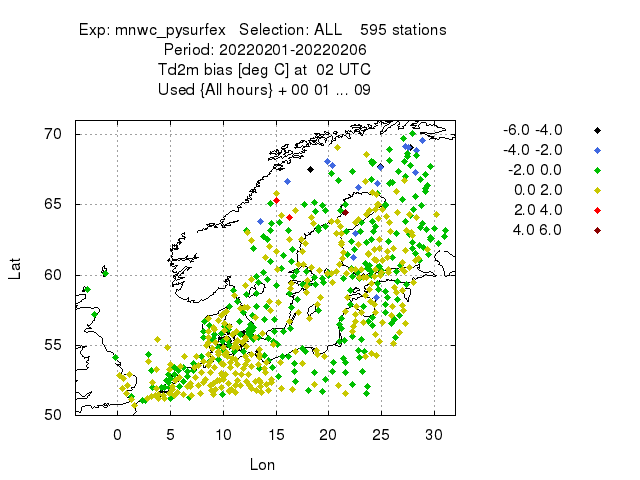 Exp: mnwc_pysurfex   Selection: ALL    595 stations
Period: 20220201-20220206
Td2m bias [deg C] at  02 UTC
Used {All hours} + 00 01 ... 09
-6.0 -4.0
-4.0 -2.0
-2.0 0.0
0.0 2.0
2.0 4.0
4.0 6.0
70
65
60
55
50
Lat
0 5 10 15 20 25 30
Lon